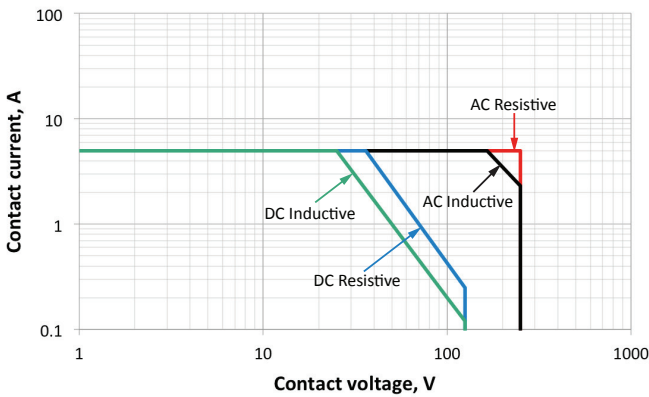 100
10
1
0.1
Contact current, A
AC Resistive
AC Inductive
DC Inductive
DC Resistive
1
10
100
1000
Contact voltage, V